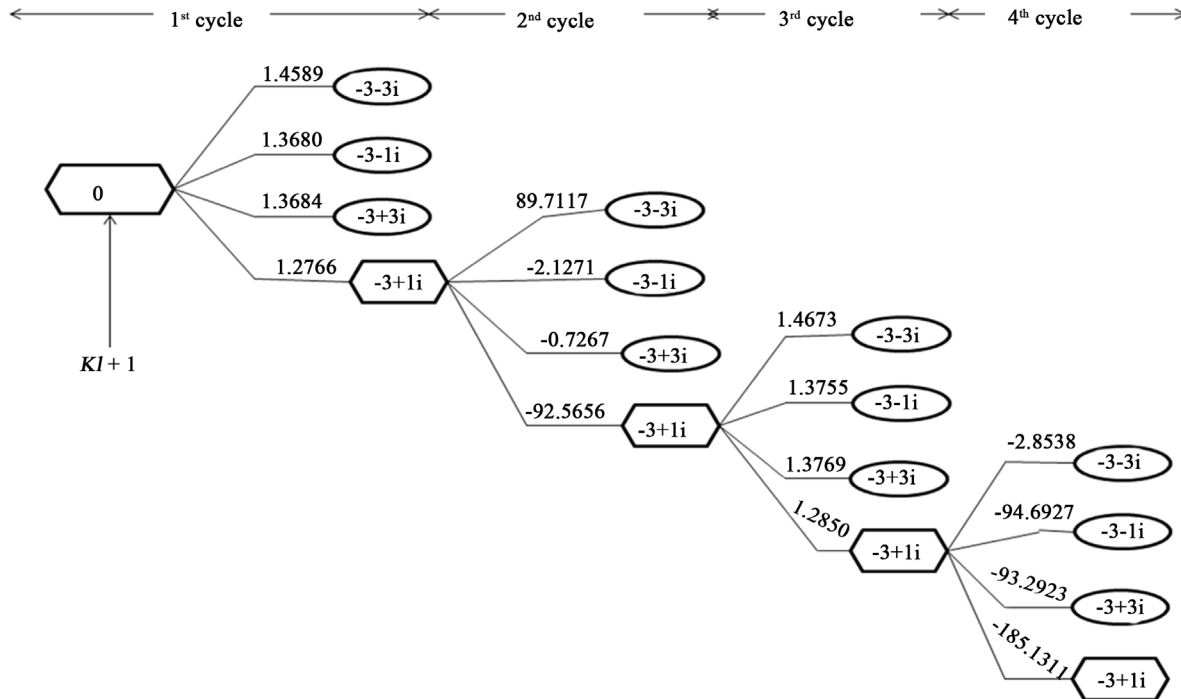 1st cycle
2nd cycle
3rd cycle
4th cycle
1.4589
-3-3i
1.3680
-3-1i
0
1.3684
-3+3i
1.2766
-3+1i
Kl + 1
89.7117
-3-3i
-2.1271
-3-1i
-0.7267
-3+3i
-92.5656
-3+1i
1.4673
-3-3i
1.3755
-3-1i
1.3769
-3+3i
1.2850
-3+1i
-2.8538
-3-3i
-94.6927
-3-1i
-93.2923
-3+3i
-185.1311
-3+1i